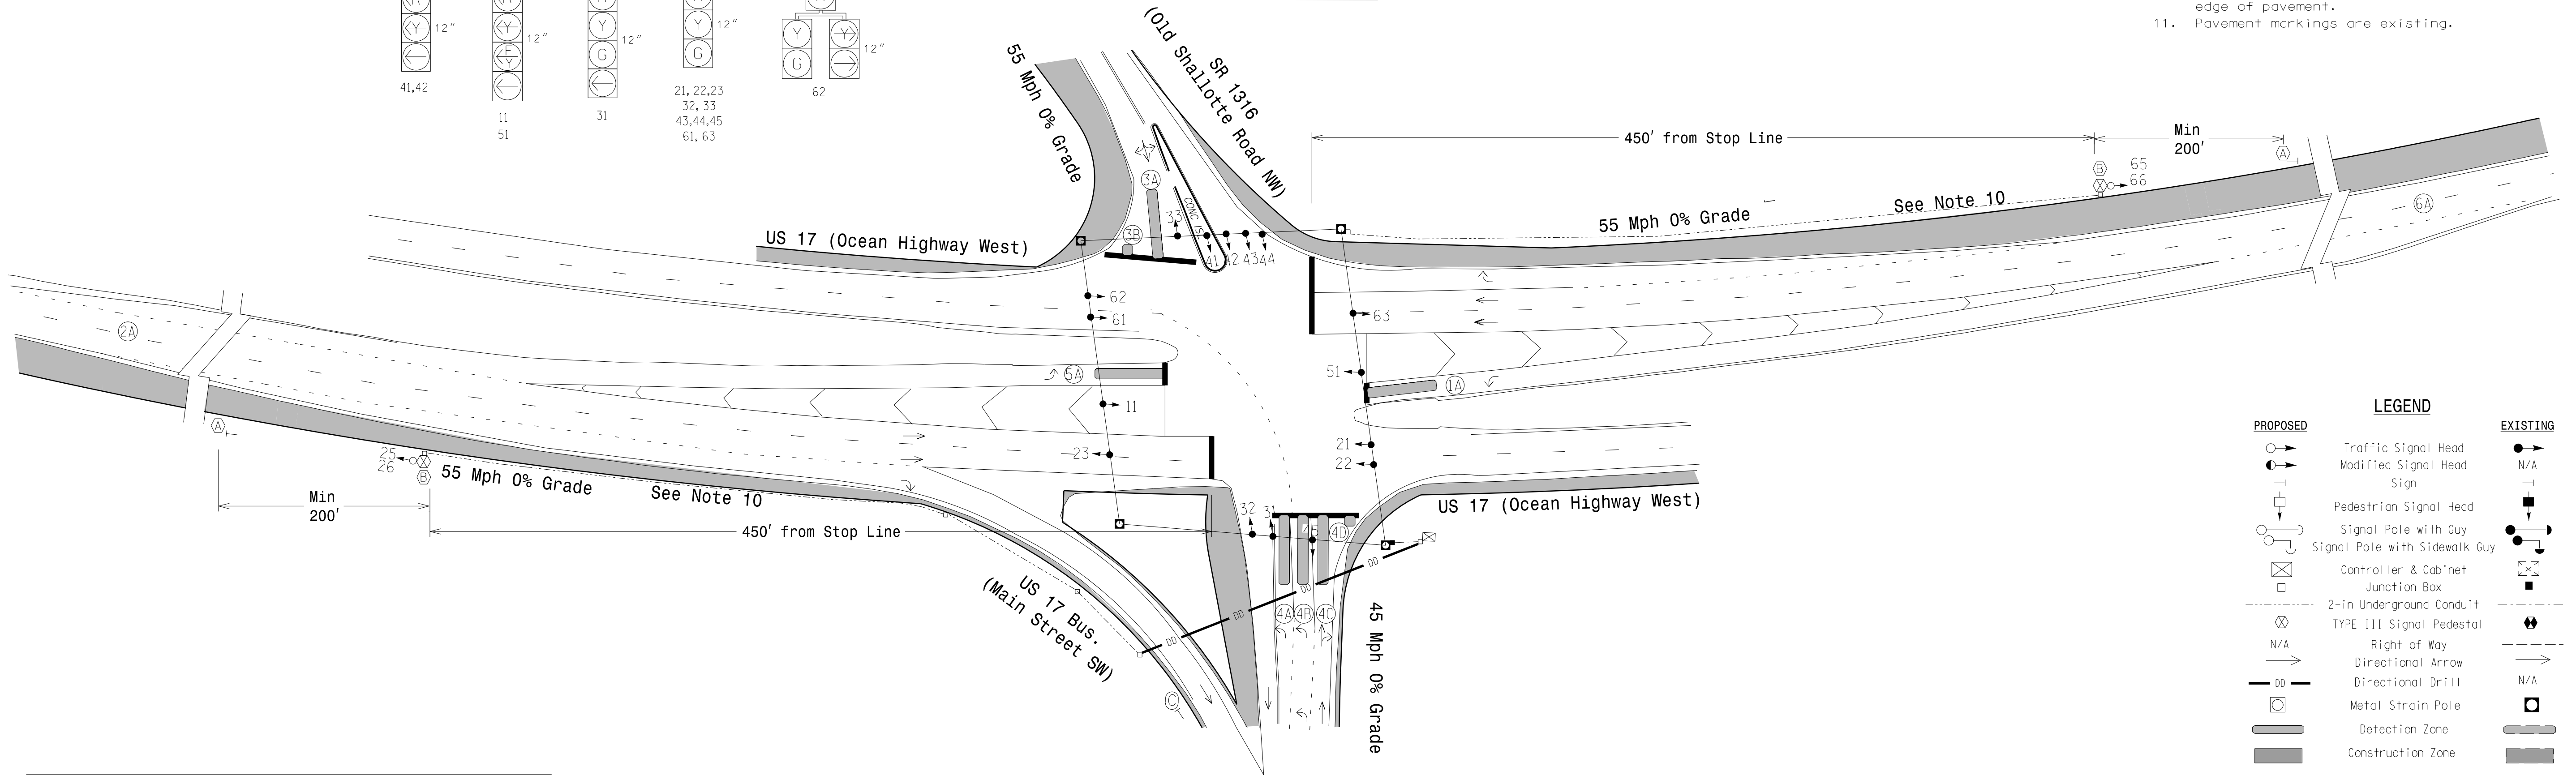 edge of pavement.
11. Pavement markings are existing.
R
Y
12"
41,42
R
Y
F
Y
12"
11
51
R
Y
G
12"
31
R
Y
G
12"
21, 22,23
32, 33
43,44,45
61, 63
R
Y
Y
G
12"
62
55 Mph 0% Grade
SR 1316
(Old Shallotte Road NW)
450' from Stop Line
Min
200'
A
B
65
66
See Note 10
55 Mph 0% Grade
6A
US 17 (Ocean Highway West)
3A
3B
33
CONC ISL
41
42
43
44
62
61
63
2A
5A
51
1A
11
23
21
22
A
25
26
B
55 Mph 0% Grade
See Note 10
Min
200'
450' from Stop Line
US 17 (Ocean Highway West)
32
31
45
4D
DD
DD
DD
DD
4A
4B
4C
US 17 Bus.
(Main Street SW)
45 Mph 0% Grade
C
LEGEND
PROPOSED EXISTING
Traffic Signal Head
Modified Signal Head N/A
Sign
Pedestrian Signal Head
Signal Pole with Guy
Signal Pole with Sidewalk Guy
Controller & Cabinet
Junction Box
2-in Underground Conduit
TYPE III Signal Pedestal
N/A Right of Way
Directional Arrow
DD Directional Drill N/A
Metal Strain Pole
Detection Zone
Construction Zone